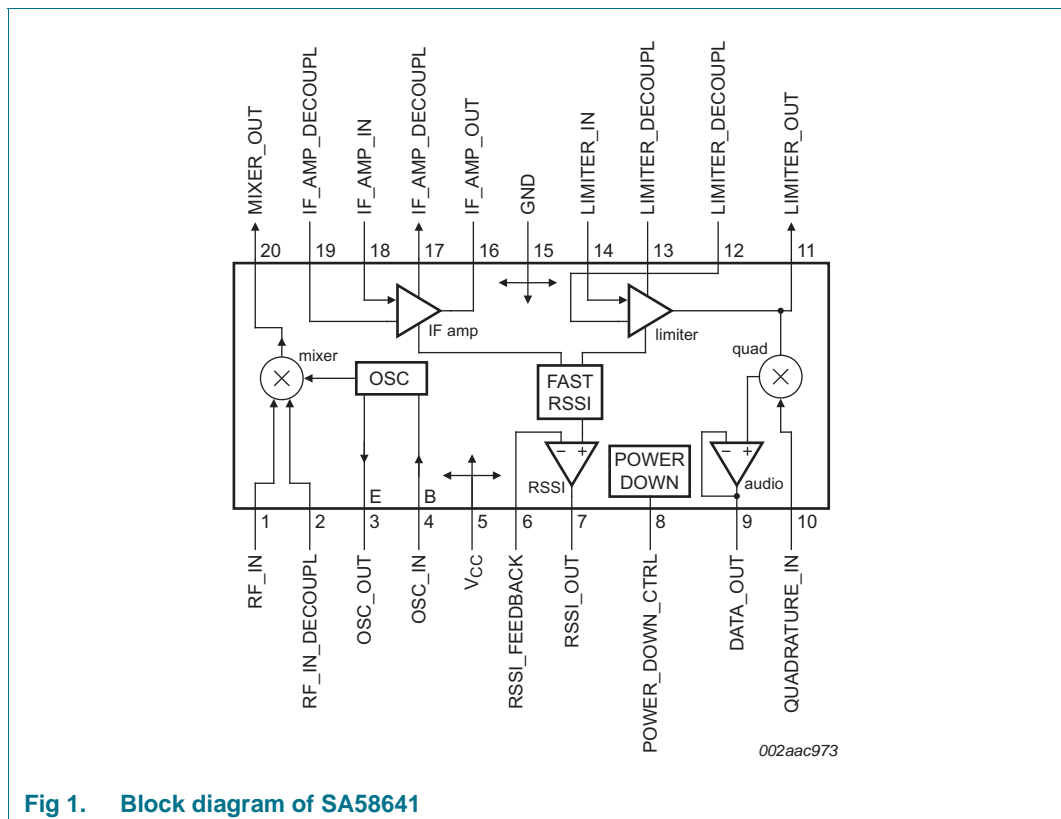 MIXER_OUT
IF_AMP_DECOUPL
IF_AMP_IN
IF_AMP_DECOUPL
IF_AMP_OUT
GND
LIMITER_IN
LIMITER_DECOUPL
LIMITER_DECOUPL
LIMITER_OUT
20 19 18 17 16 15 14 13 12 11
IF amp
limiter
mixer
quad
OSC
FAST
RSSI
− +
RSSI
POWER
DOWN
− +
audio
E B
1 2 3 4 5 6 7 8 9 10
RF_IN
RF_IN_DECOUPL
OSC_OUT
OSC_IN
VCC
RSSI_FEEDBACK
RSSI_OUT
POWER_DOWN_CTRL
DATA_OUT
QUADRATURE_IN
002aac973
Fig 1. Block diagram of SA58641